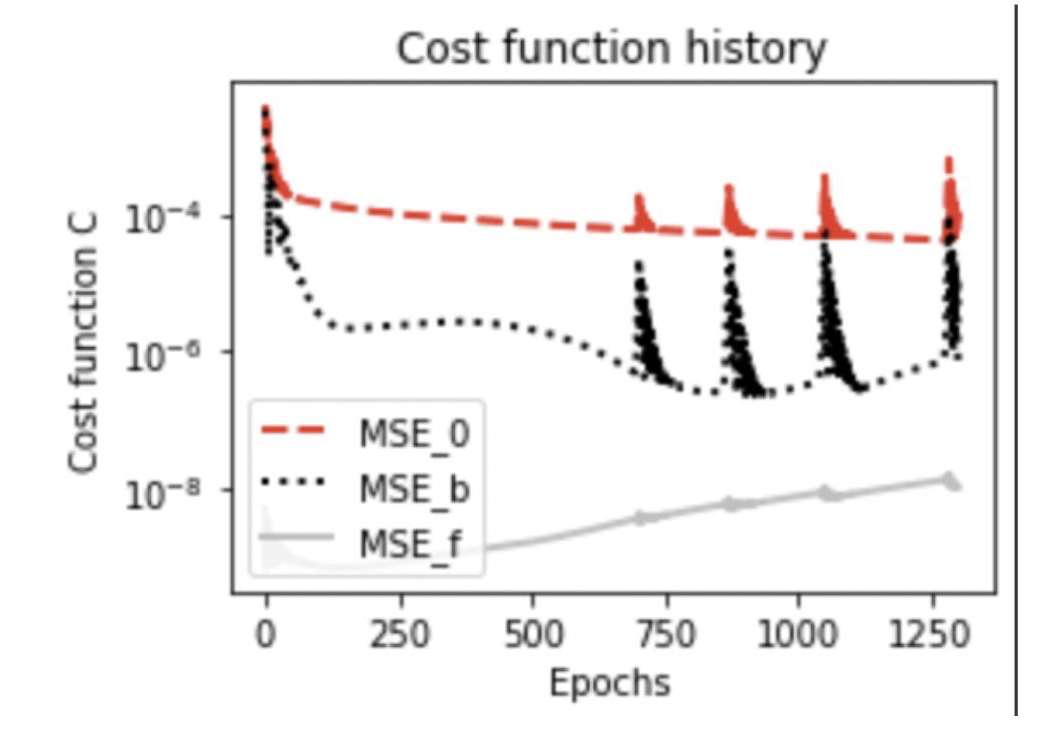 Cost function history
Cost function C
10⁻⁴
10⁻⁶
10⁻⁸
MSE_0
MSE_b
MSE_f
0 250 500 750 1000 1250
Epochs